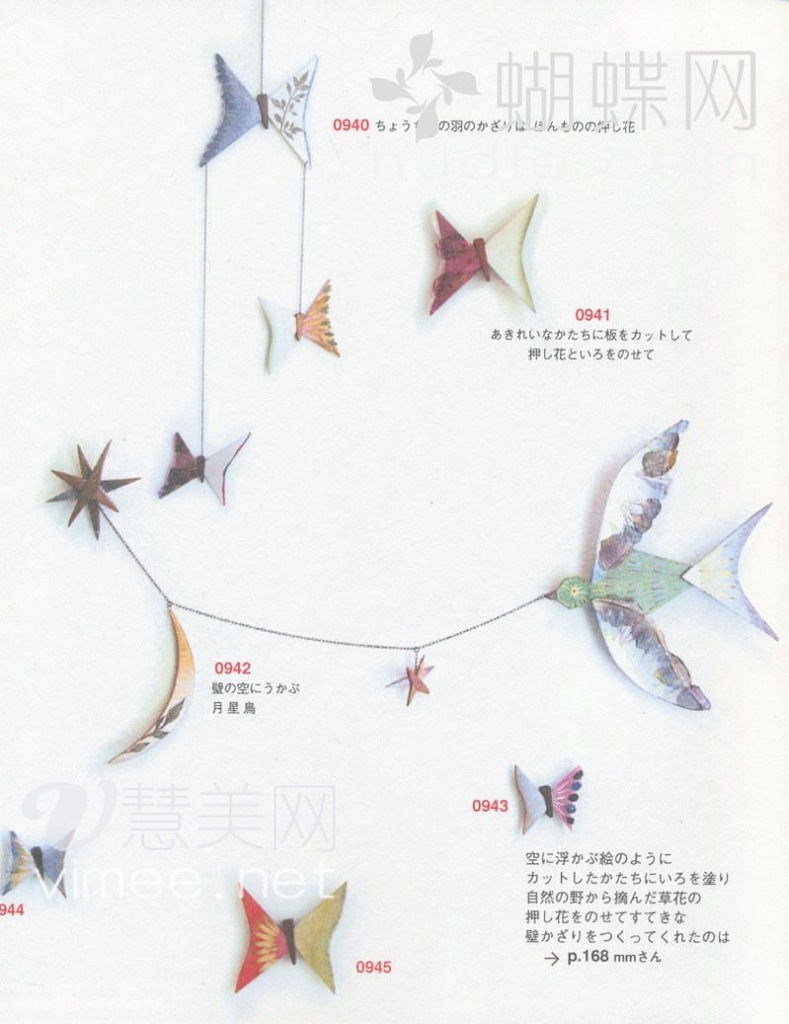 蝴蝶网
0940 ちょうちょの羽のかざりは ほんものの押し花
0941
あきれいなかたちに板をカットして
押し花といろをのせて
0942
壁の空にうかぶ
月 星 鳥
慧美网
vimee.net
0943
空に浮かぶ絵のように
カットしたかたちにいろを塗り
自然の野から摘んだ草花の
押し花をのせてすてきな
壁かざりをつくってくれたのは
→ p.168 mmさん
944
0945